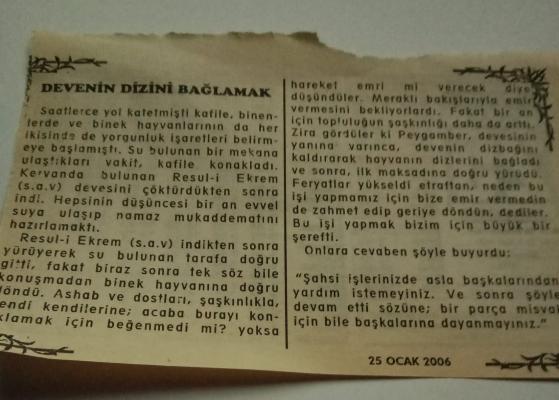 DEVENİN DİZİNİ BAĞLAMAK
Saatlerce yol katetmişti kafile, binen-
lerde ve binek hayvanlarının da her
ikisinde de yorgunluk işaretleri belirm-
eye başlamıştı. Su bulunan bir mekana
ulaştıkları vakit, kafile konakladı.
Kervanda bulunan Resul-i Ekrem
(s.a.v) devesini çöktürdükten sonra
indi. Hepsinin düşüncesi bir an evvel
suya ulaşıp namaz mukaddematını
hazırlamaktı.
Resul-i Ekrem (s.a.v) indikten sonra
yürüyerek su bulunan tarafa doğru
gitti, fakat biraz sonra tek söz bile
konuşmadan binek hayvanına doğru
döndü. Ashab ve dostları, şaşkınlıkla,
endi kendilerine; acaba burayı kon-
klamak için beğenmedi mi? yoksa
hareket emri mi verecek diye
düşündüler. Meraklı bakışlarıyla emir
vermesini bekliyorlardı. Fakat bir an
için topluluğun şaşkınlığı daha da arttı.
Zira gördüler ki Peygamber, devesinin
yanına varınca, devenin dizbağını
kaldırarak hayvanın dizlerini bağladı
ve sonra, ilk maksadına doğru yürüdü.
Feryatlar yükseldi etraftan, neden bu
işi yapmamız için bize emir vermedin
de zahmet edip geriye döndün, dediler.
Bu işi yapmak bizim için büyük bir
şerefti.
Onlara cevaben şöyle buyurdu:
"Şahsi işlerinizde asla başkalarından
yardım istemeyiniz. Ve sonra şöyle
devam etti sözüne; bir parça misva
için bile başkalarına dayanmayınız."
25 OCAK 2006